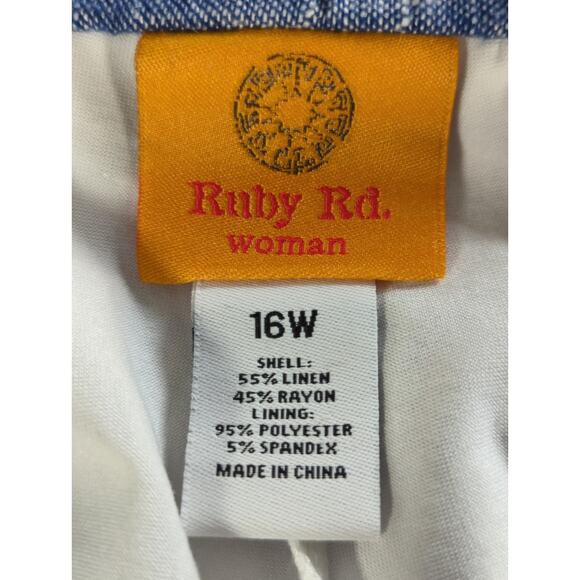 Ruby Rd.
woman
16W
SHELL:
55% LINEN
45% RAYON
LINING:
95% POLYESTER
5% SPANDEX
MADE IN CHINA